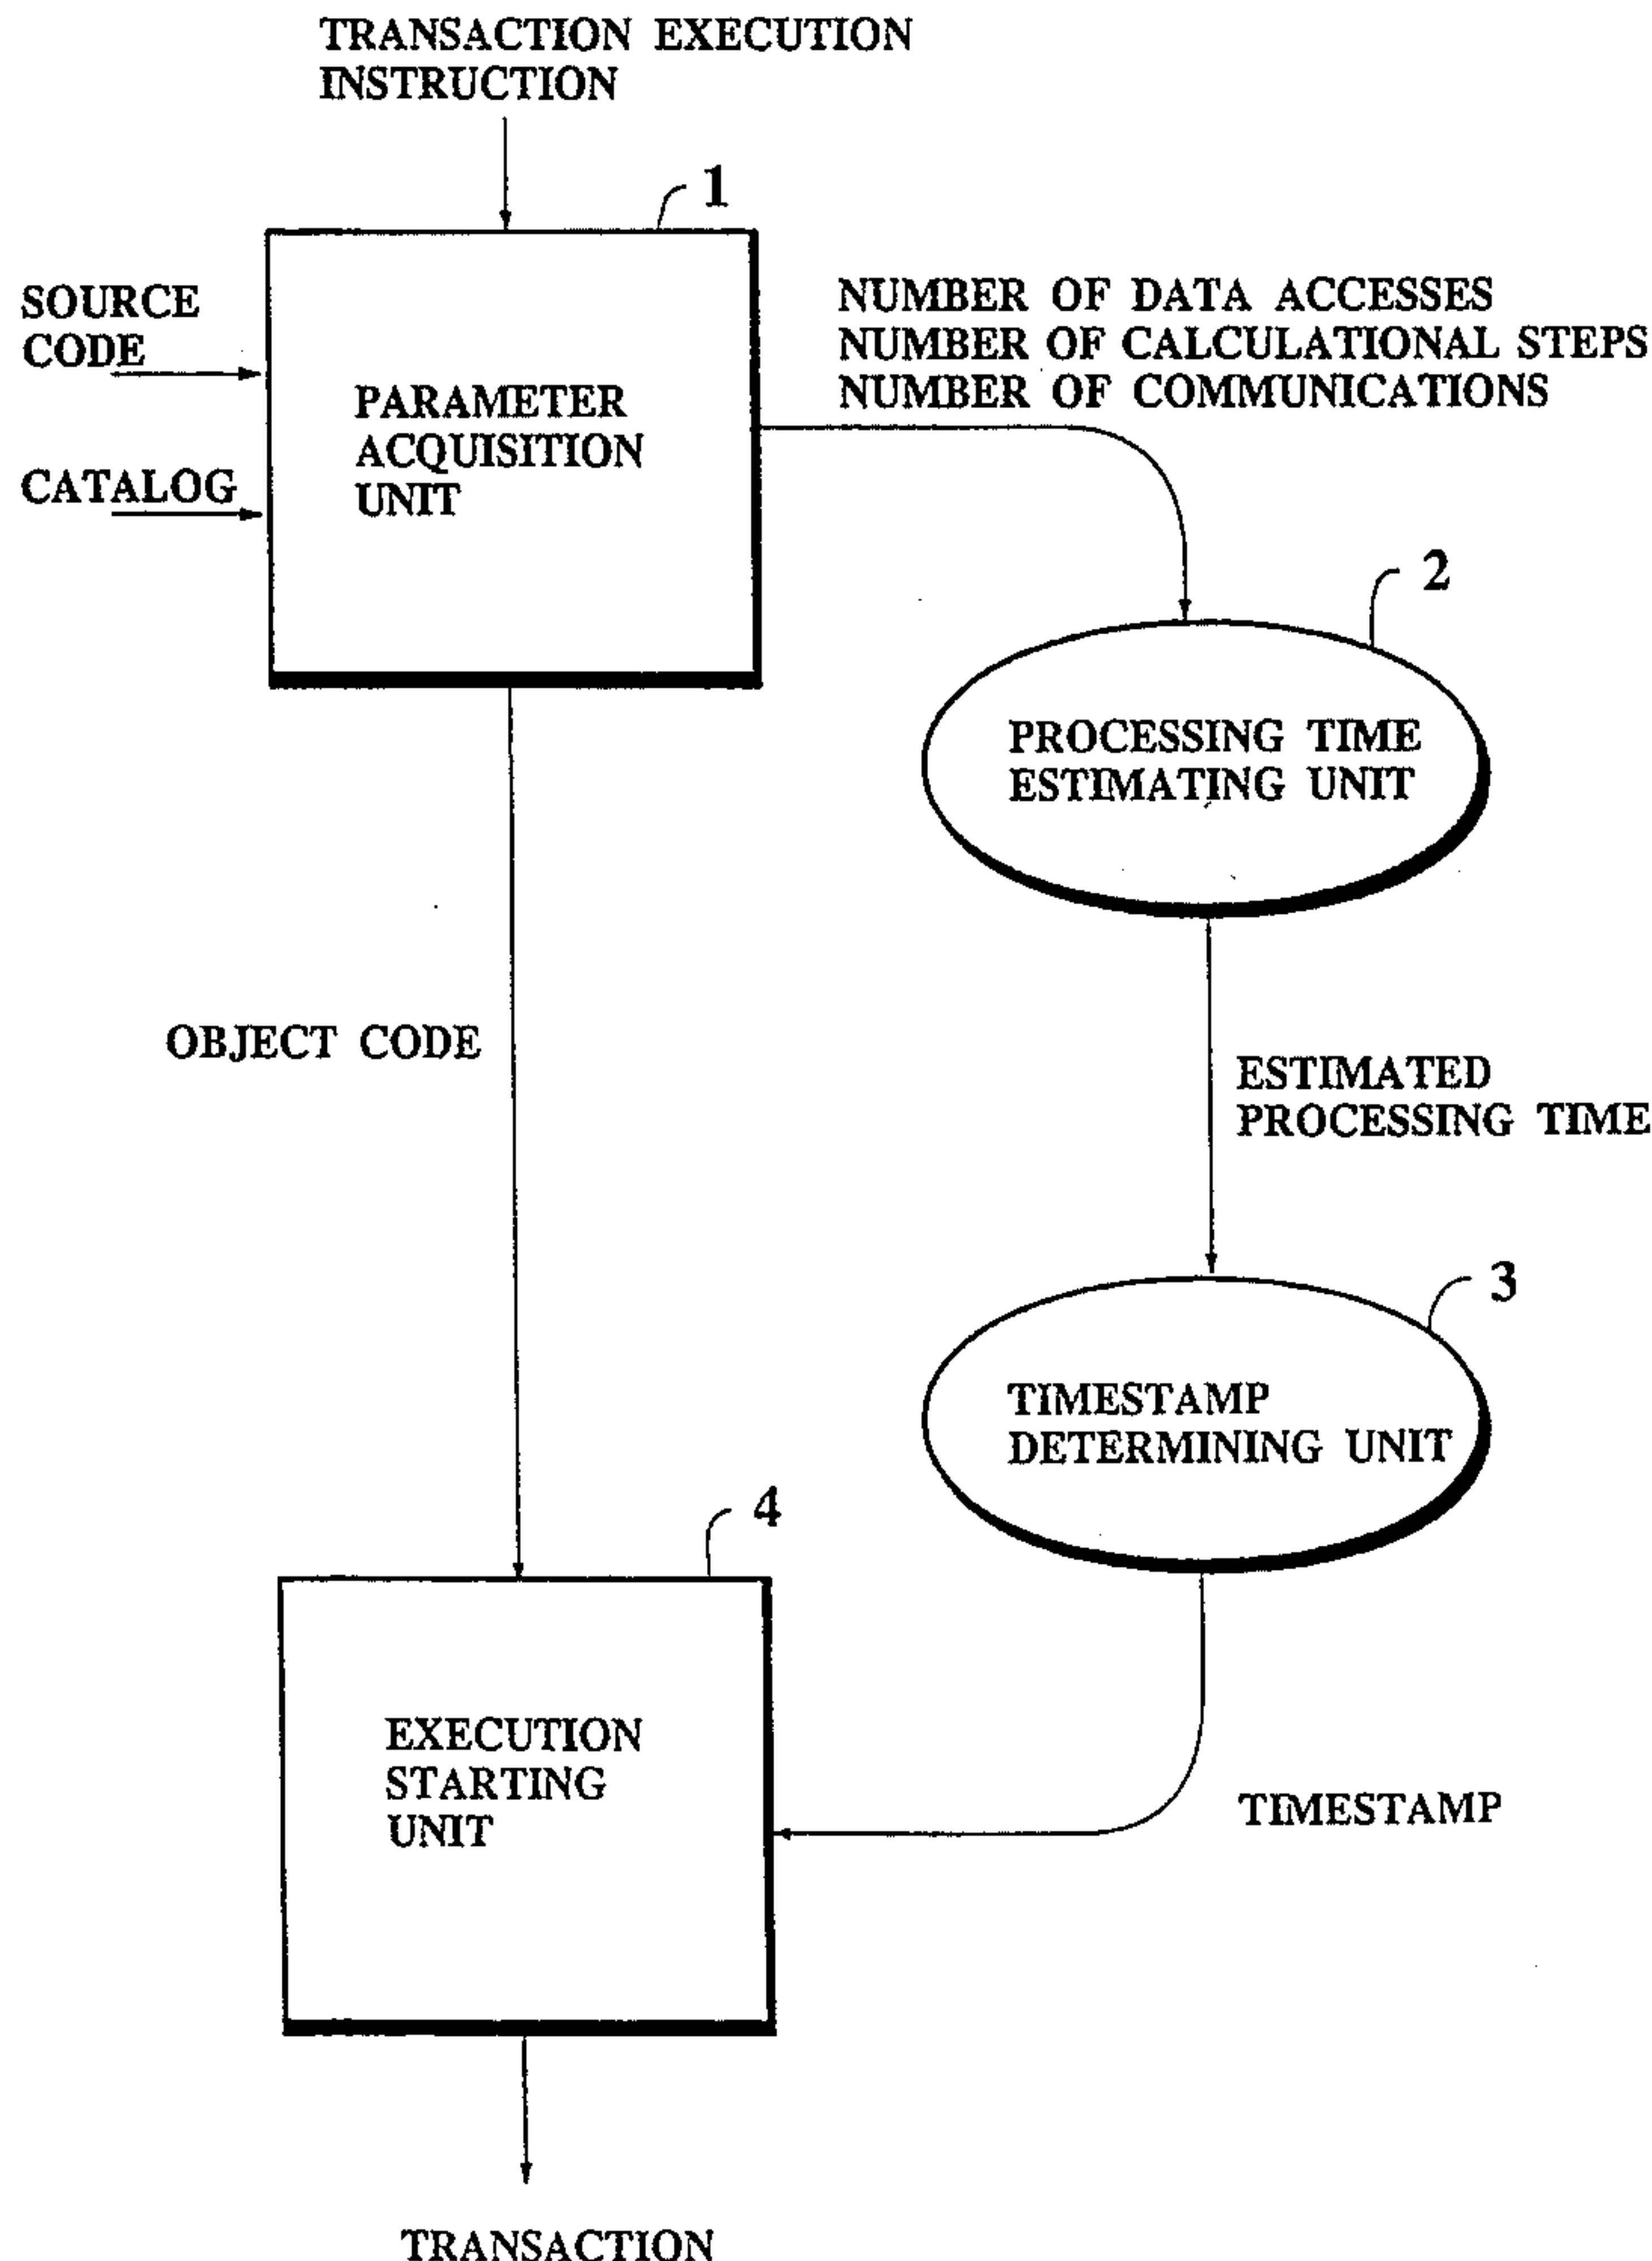 TRANSACTION EXECUTION
INSTRUCTION
1
SOURCE
CODE
CATALOG
PARAMETER
ACQUISITION
UNIT
NUMBER OF DATA ACCESSES
NUMBER OF CALCULATIONAL STEPS
NUMBER OF COMMUNICATIONS
2
PROCESSING TIME
ESTIMATING UNIT
OBJECT CODE
ESTIMATED
PROCESSING TIME
3
TIMESTAMP
DETERMINING UNIT
4
EXECUTION
STARTING
UNIT
TIMESTAMP
TRANSACTION